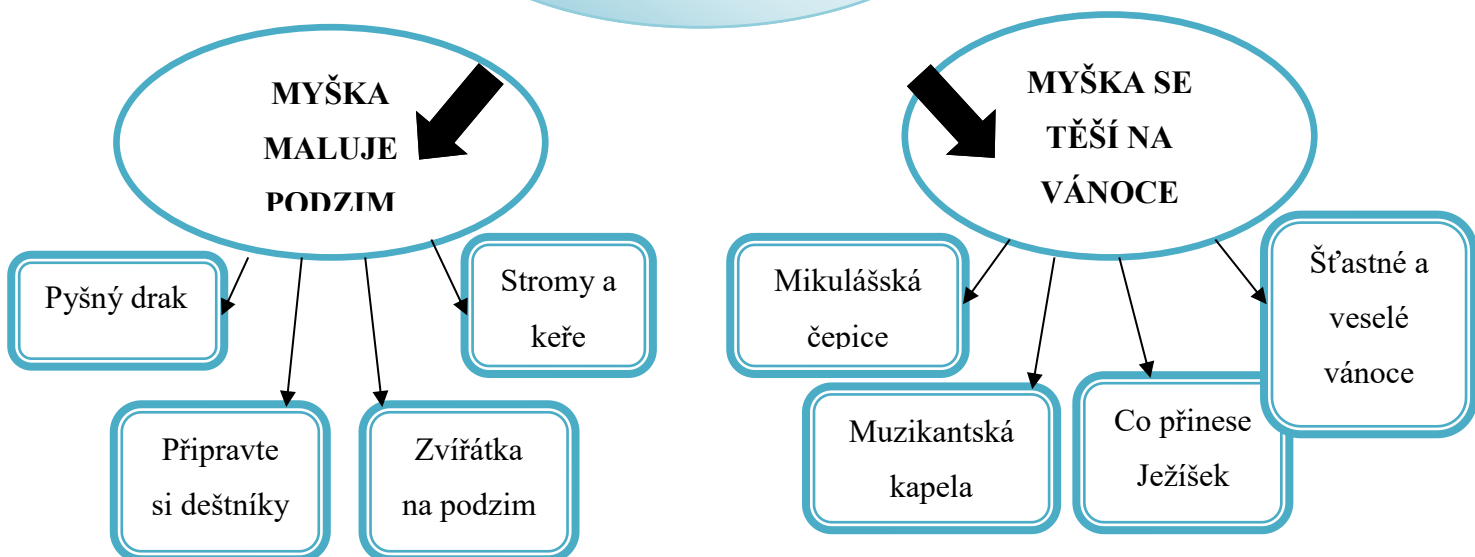 MYŠKA
MALUJE
PODZIM
MYŠKA SE
TĚŠÍ NA
VÁNOCE
Pyšný drak
Stromy a
keře
Připravte
si deštníky
Zvířátka
na podzim
Mikulášská
čepice
Šťastné a
veselé
vánoce
Muzikantská
kapela
Co přinese
Ježíšek